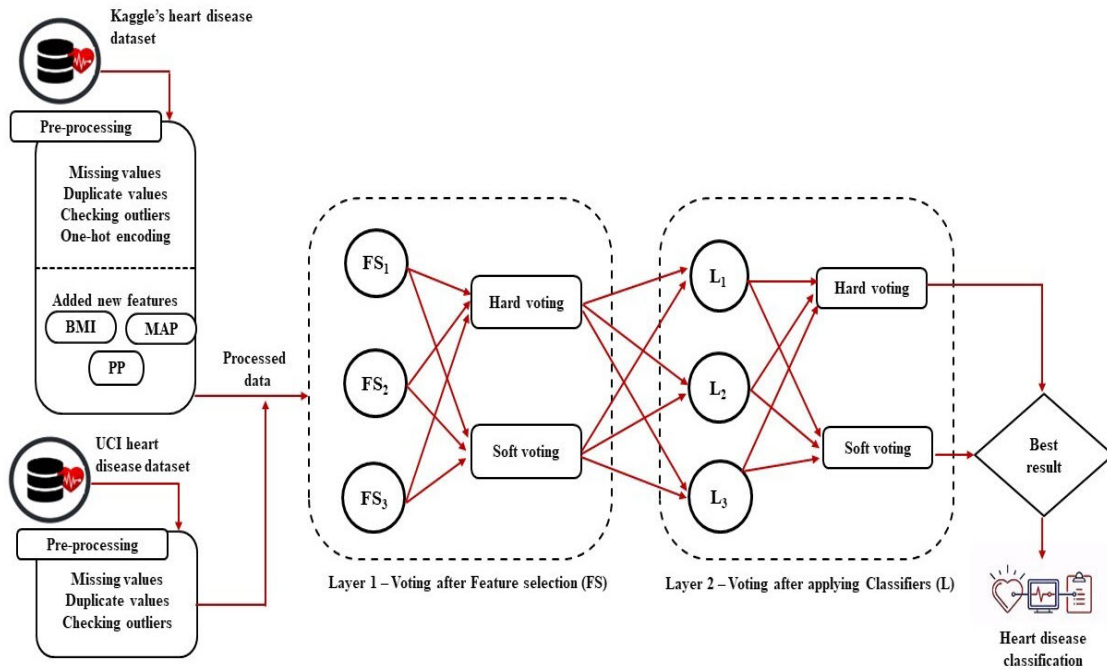 Kaggle's heart disease
dataset
Pre-processing
Missing values
Duplicate values
Checking outliers
One-hot encoding
Added new features
BMI
MAP
PP
Processed
data
UCI heart
disease dataset
Pre-processing
Missing values
Duplicate values
Checking outliers
FS₁
FS₂
FS₃
Hard voting
Soft voting
Layer 1 – Voting after Feature selection (FS)
L₁
L₂
L₃
Hard voting
Soft voting
Layer 2 – Voting after applying Classifiers (L)
Best
result
Heart disease
classification